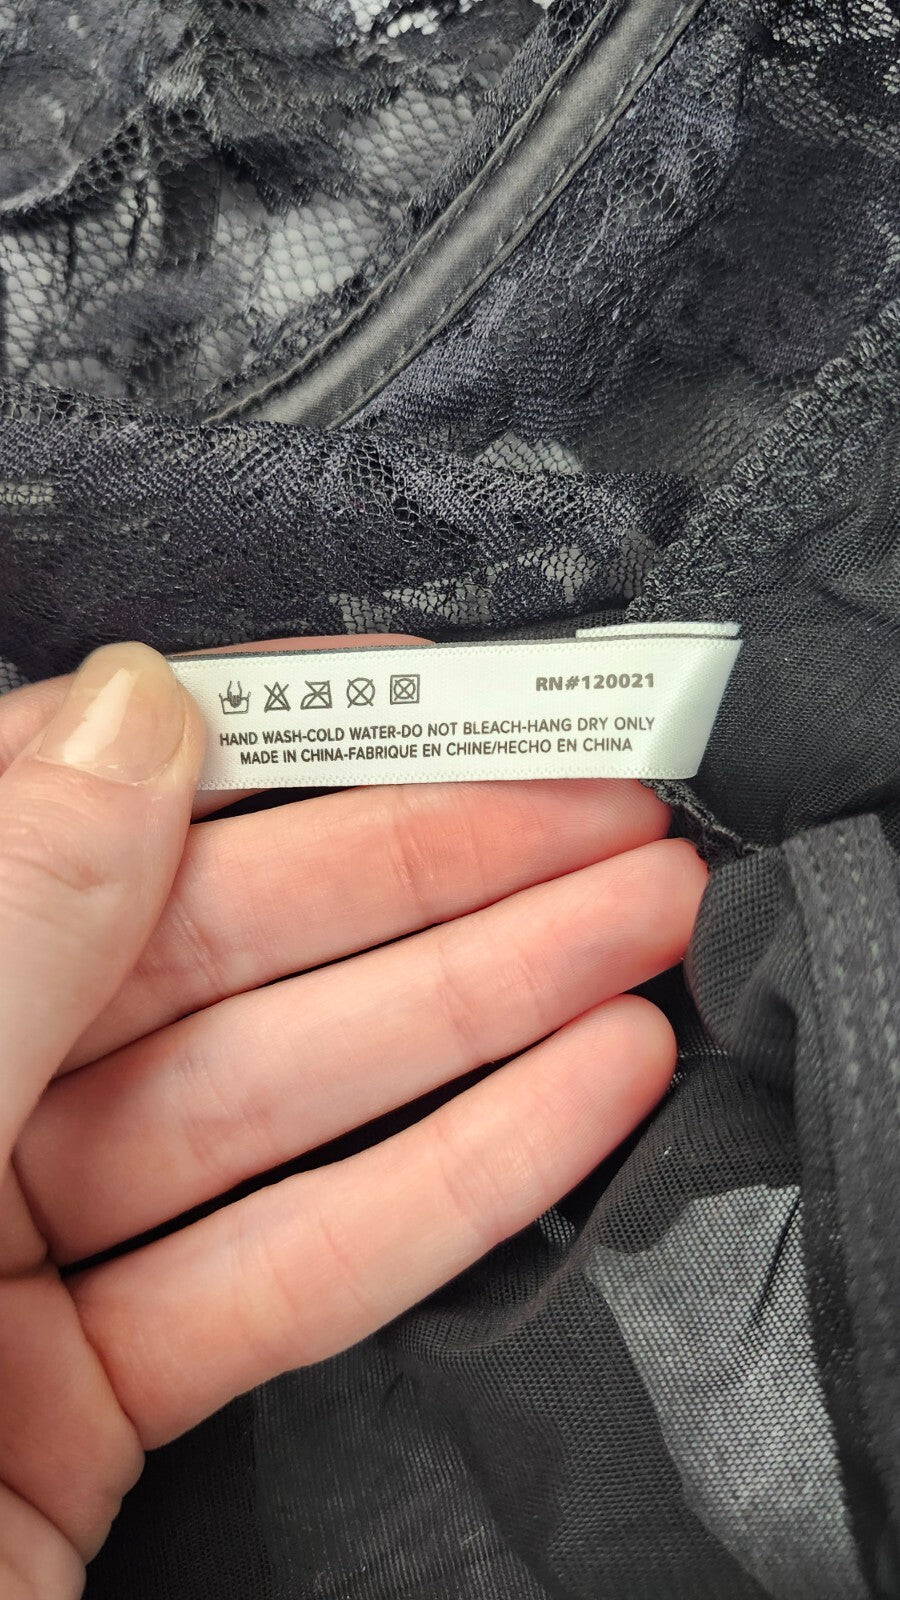 RN#120021
HAND WASH-COLD WATER-DO NOT BLEACH-HANG DRY ONLY
MADE IN CHINA-FABRIQUE EN CHINE/HECHO EN CHINA